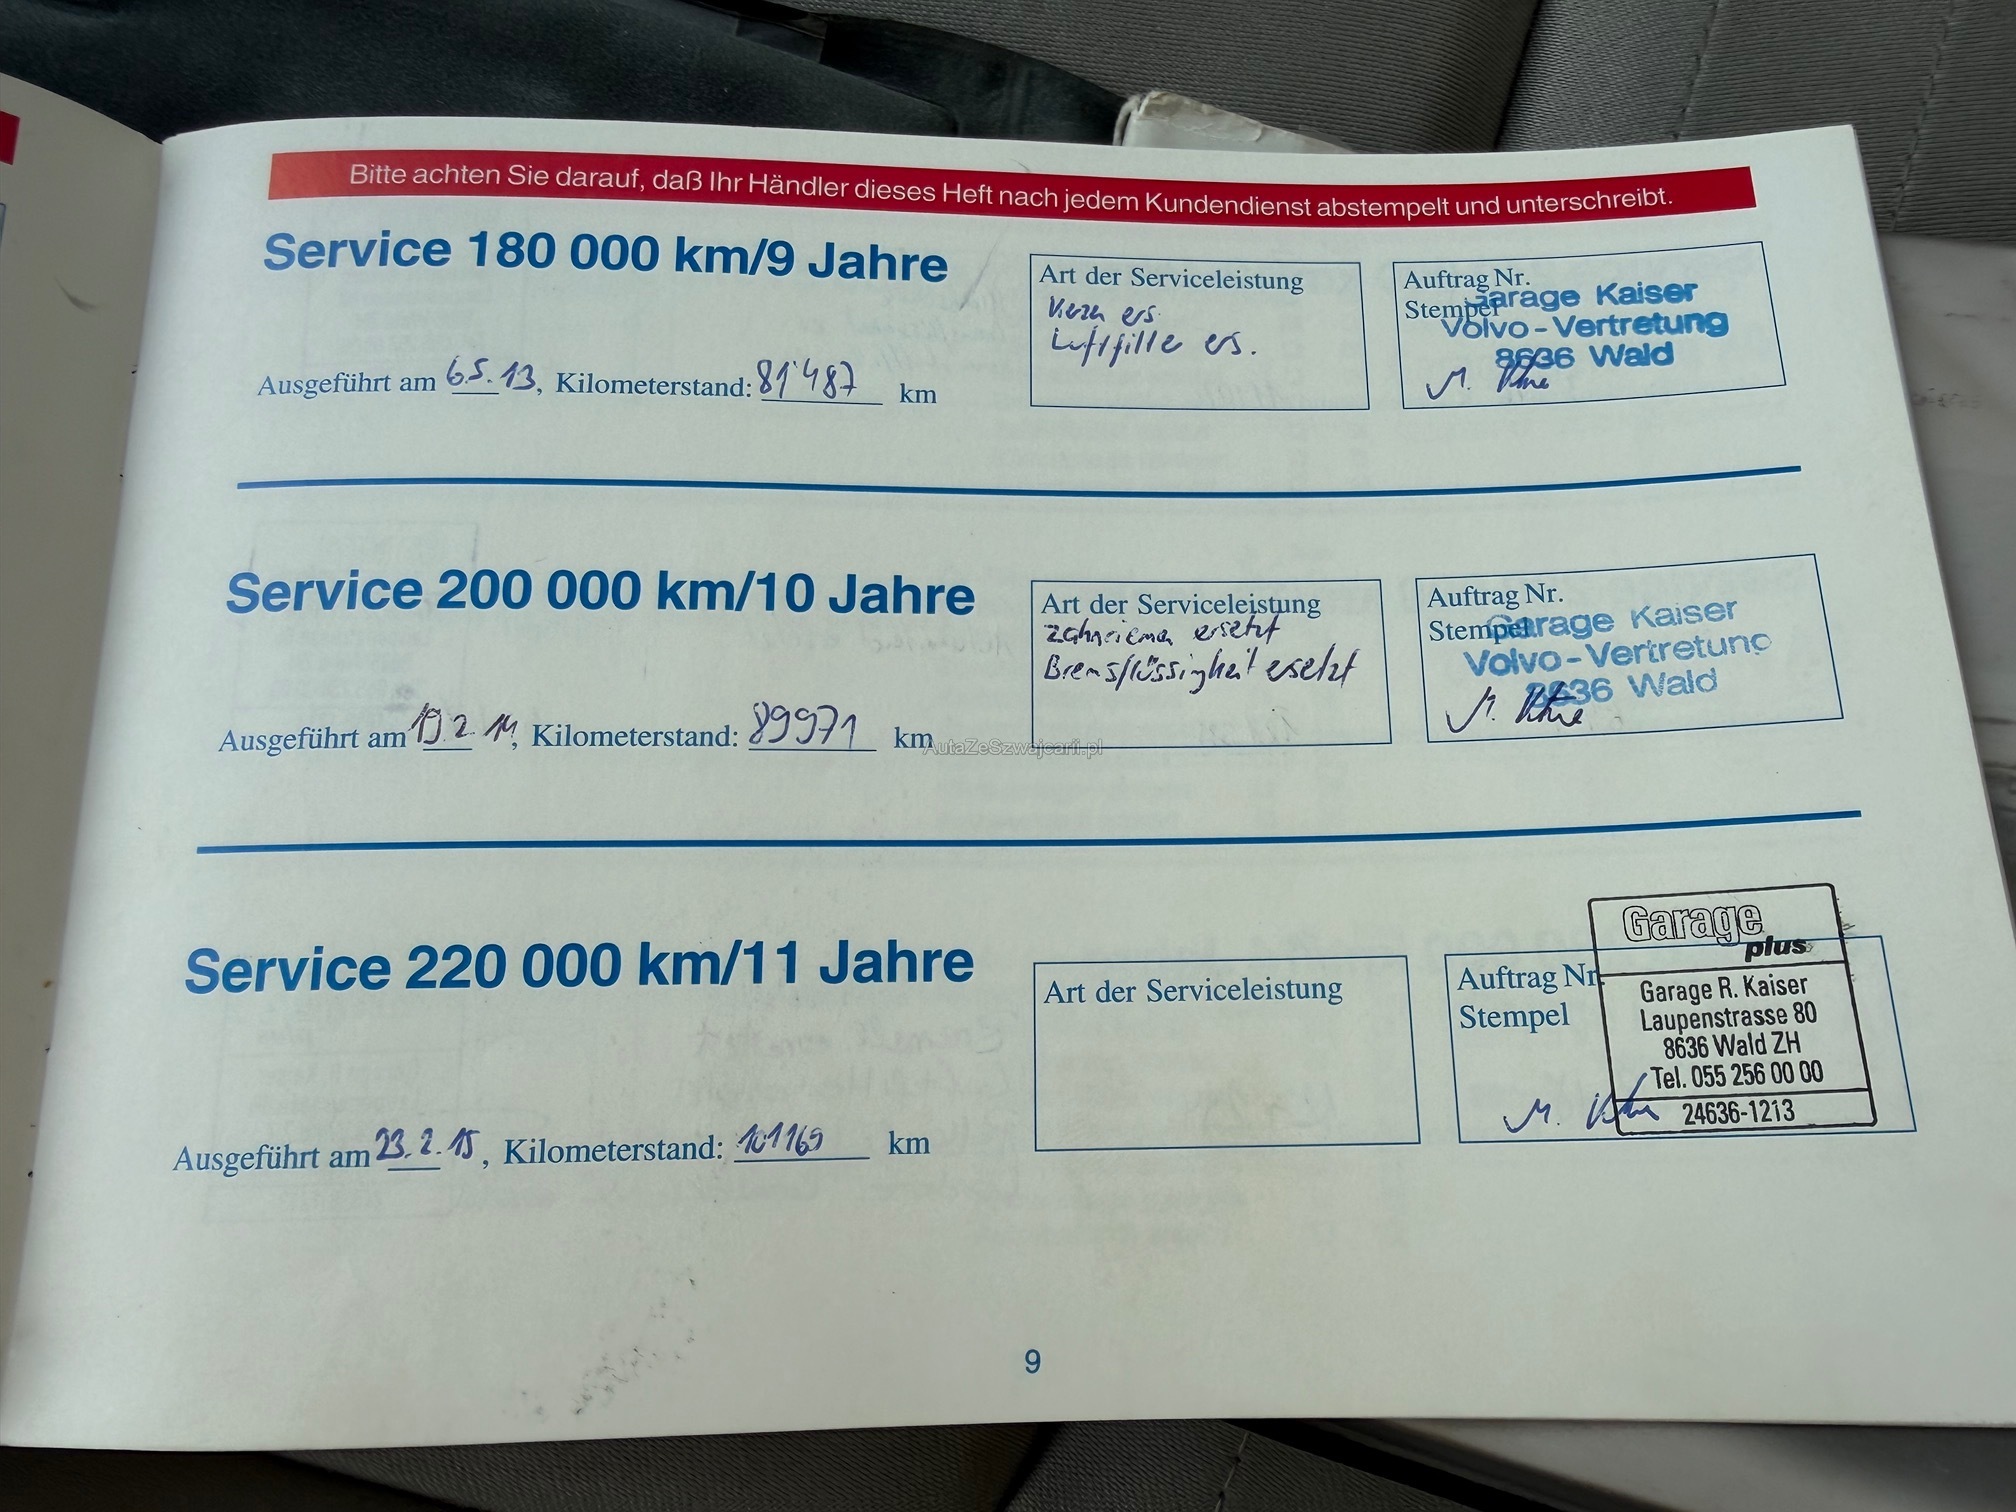 Bitte achten Sie darauf, daß Ihr Händler dieses Heft nach jedem Kundendienst abstempelt und unterschreibt.
Service 180 000 km/9 Jahre
Art der Serviceleistung
Kerzen ers.
Luftfilter ers.
Auftrag Nr.
Stempel
Garage Kaiser
Volvo-Vertretung
8636 Wald
Ausgeführt am 6.5.13, Kilometerstand: 81'487 km
Service 200 000 km/10 Jahre
Art der Serviceleistung
Zahnriemen ersetzt
Bremsflüssigkeit ersetzt
Auftrag Nr.
Stempel
Garage Kaiser
Volvo-Vertretung
8636 Wald
Ausgeführt am 19.2.14, Kilometerstand: 89971 km
AutaZeSzwajcarii.pl
Service 220 000 km/11 Jahre
Art der Serviceleistung
Auftrag Nr.
Stempel
Garage
plus
Garage R. Kaiser
Laupenstrasse 80
8636 Wald ZH
Tel. 055 256 00 00
24636-1213
Ausgeführt am 23.2.15, Kilometerstand: 101169 km
9